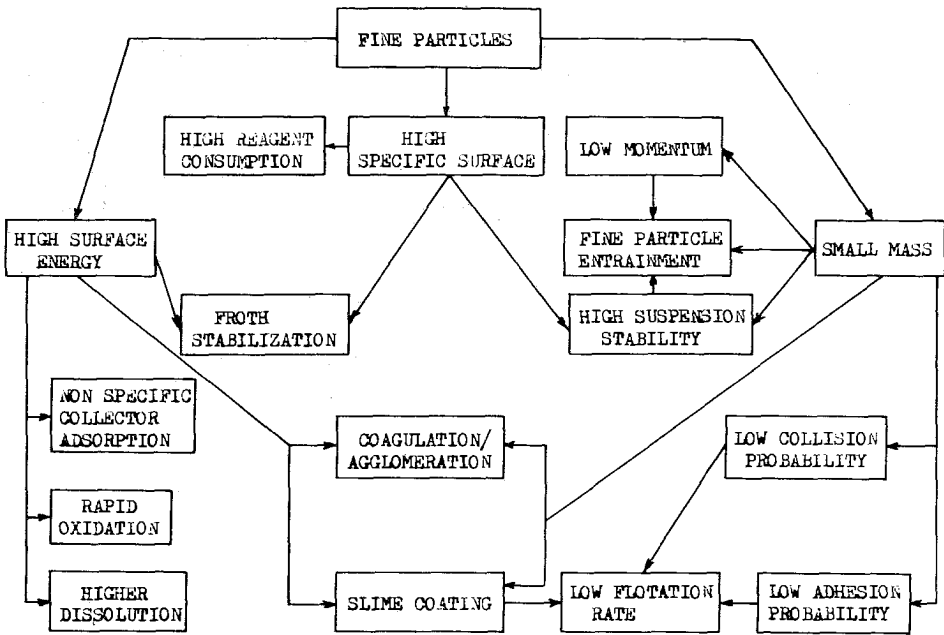 FINE PARTICLES
HIGH REAGENT
CONSUMPTION
HIGH
SPECIFIC SURFACE
LOW MOMENTUM
HIGH SURFACE
ENERGY
FINE PARTICLE
ENTRAINMENT
SMALL MASS
FROTH
STABILIZATION
HIGH SUSPENSION
STABILITY
NON SPECIFIC
COLLECTOR
ADSORPTION
COAGULATION/
AGGLOMERATION
LOW COLLISION
PROBABILITY
RAPID
OXIDATION
HIGHER
DISSOLUTION
SLIME COATING
LOW FLOTATION
RATE
LOW ADHESION
PROBABILITY